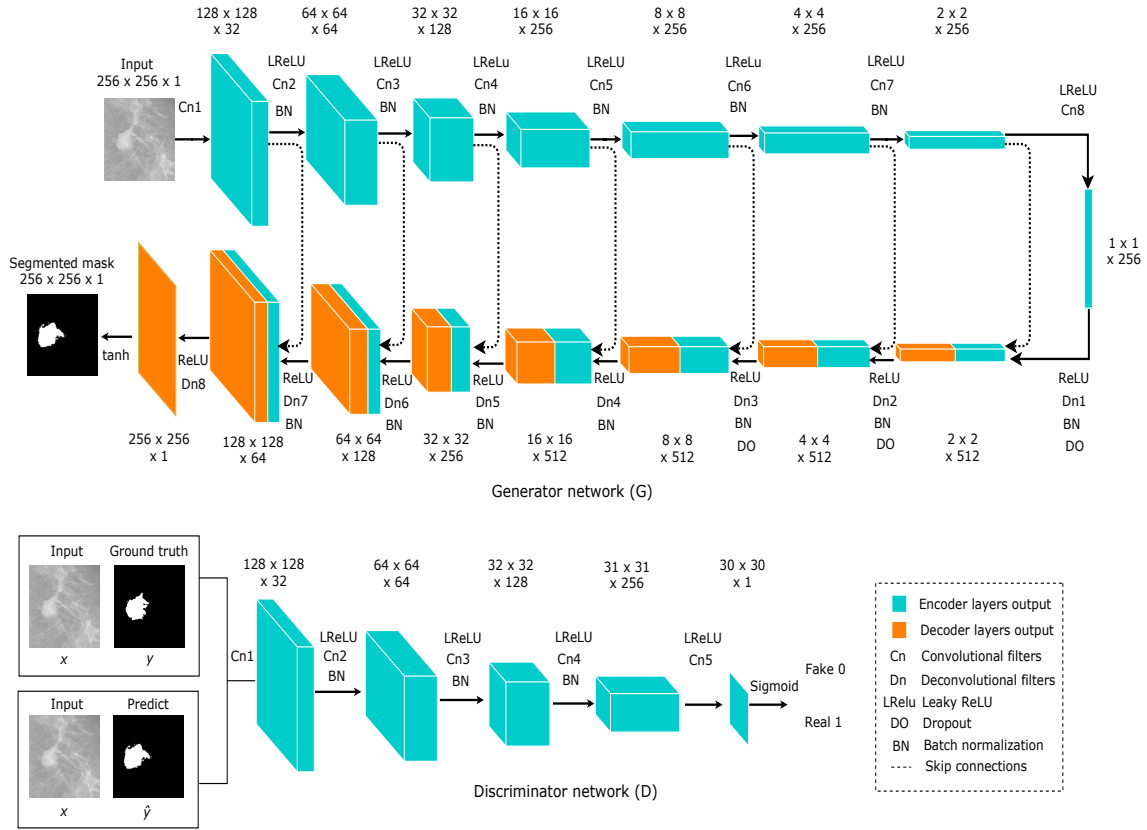 128 x 128
x 32
64 x 64
x 64
32 x 32
x 128
16 x 16
x 256
8 x 8
x 256
4 x 4
x 256
2 x 2
x 256
Input
256 x 256 x 1
Cn1
LReLU
Cn2
BN
LReLU
Cn3
BN
LReLu
Cn4
BN
LReLU
Cn5
BN
LReLu
Cn6
BN
LReLU
Cn7
BN
LReLU
Cn8
1 x 1
x 256
Segmented mask
256 x 256 x 1
tanh
ReLU
Dn8
ReLU
Dn7
BN
ReLU
Dn6
BN
ReLU
Dn5
BN
ReLU
Dn4
BN
ReLU
Dn3
BN
DO
ReLU
Dn2
BN
DO
ReLU
Dn1
BN
DO
256 x 256
x 1
128 x 128
x 64
64 x 64
x 128
32 x 32
x 256
16 x 16
x 512
8 x 8
x 512
4 x 4
x 512
2 x 2
x 512
Generator network (G)
Input
Ground truth
x
y
Input
Predict
x
ŷ
Cn1
128 x 128
x 32
64 x 64
x 64
32 x 32
x 128
31 x 31
x 256
30 x 30
x 1
LReLU
Cn2
BN
LReLU
Cn3
BN
LReLU
Cn4
BN
LReLU
Cn5
Sigmoid
Fake 0
Real 1
Discriminator network (D)
Encoder layers output
Decoder layers output
Cn Convolutional filters
Dn Deconvolutional filters
LRelu Leaky ReLU
DO Dropout
BN Batch normalization
Skip connections